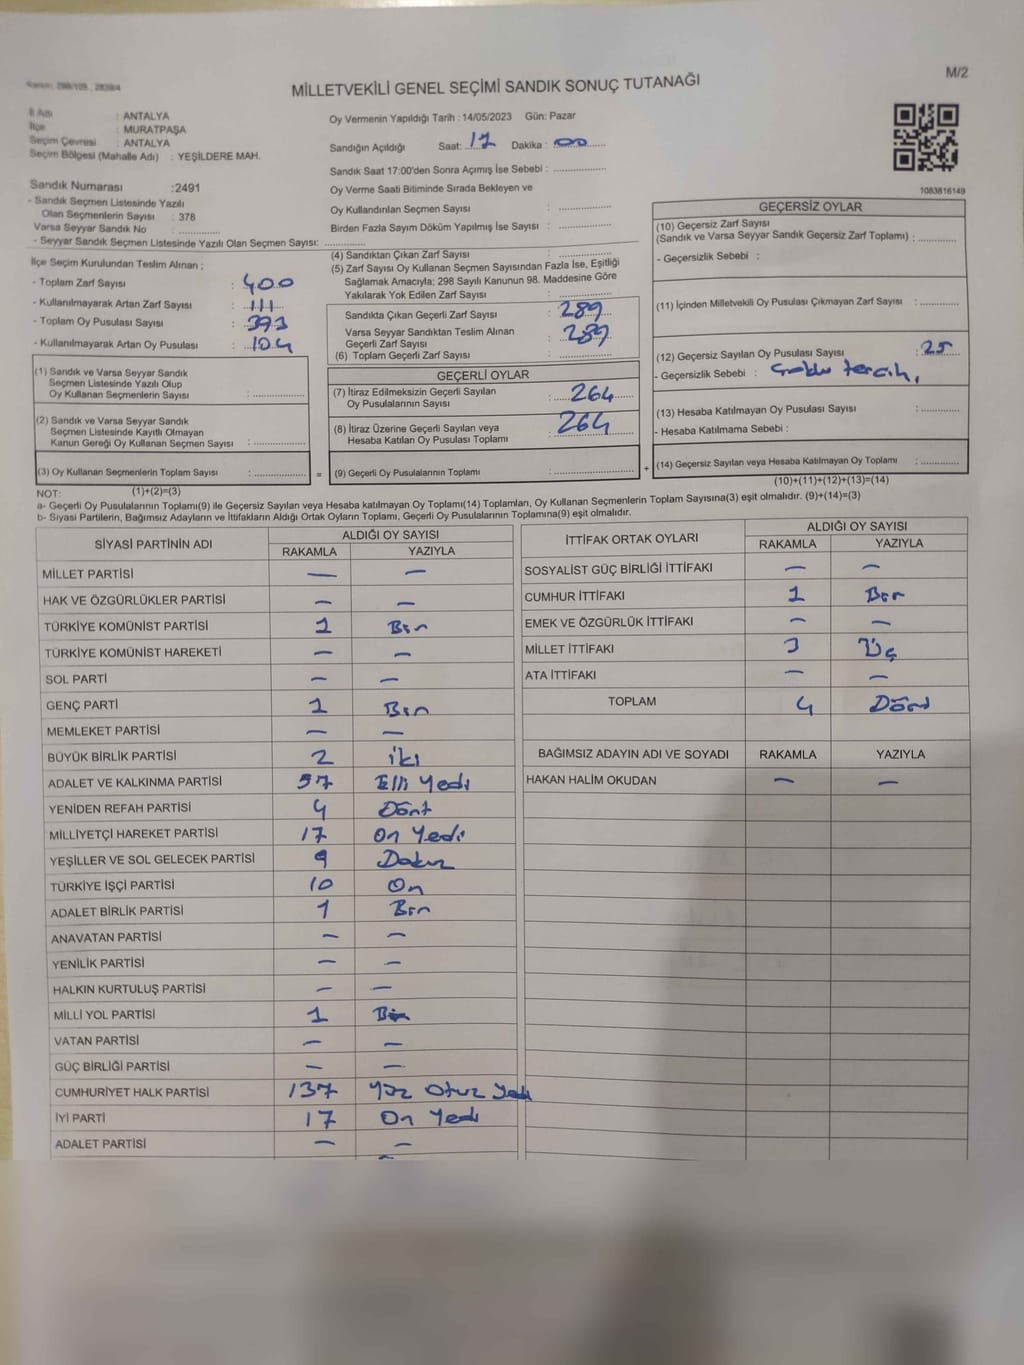 M/2
MİLLETVEKİLİ GENEL SEÇİMİ SANDIK SONUÇ TUTANAĞI
İl Adı : ANTALYA
İlçe : MURATPAŞA
Seçim Çevresi : ANTALYA
Seçim Bölgesi (Mahalle Adı) : YEŞİLDERE MAH.
Sandık Numarası :2491
- Sandık Seçmen Listesinde Yazılı
Olan Seçmenlerin Sayısı : 378
Varsa Seyyar Sandık No :
- Seyyar Sandık Seçmen Listesinde Yazılı Olan Seçmen Sayısı:
Oy Vermenin Yapıldığı Tarih : 14/05/2023 Gün: Pazar
Sandığın Açıldığı Saat: 17 Dakika : 00
Sandık Saat 17:00'den Sonra Açımış İse Sebebi :
Oy Verme Saati Bitiminde Sırada Bekleyen ve
Oy Kullandırılan Seçmen Sayısı :
Birden Fazla Sayım Döküm Yapılmış İse Sayısı :
1083816149
İlçe Seçim Kurulundan Teslim Alınan ;
- Toplam Zarf Sayısı : 400
- Kullanılmayarak Artan Zarf Sayısı : 111
- Toplam Oy Pusulası Sayısı : 393
- Kullanılmayarak Artan Oy Pusulası : 104
(4) Sandıktan Çıkan Zarf Sayısı :
(5) Zarf Sayısı Oy Kullanan Seçmen Sayısından Fazla İse, Eşitliği
Sağlamak Amacıyla; 298 Sayılı Kanunun 98. Maddesine Göre
Yakılarak Yok Edilen Zarf Sayısı :
Sandıkta Çıkan Geçerli Zarf Sayısı : 289
Varsa Seyyar Sandıktan Teslim Alınan
Geçerli Zarf Sayısı : 289
(6) Toplam Geçerli Zarf Sayısı :
GEÇERSİZ OYLAR
(10) Geçersiz Zarf Sayısı
(Sandık ve Varsa Seyyar Sandık Geçersiz Zarf Toplamı) :
- Geçersizlik Sebebi :
(11) İçinden Milletvekili Oy Pusulası Çıkmayan Zarf Sayısı :
(12) Geçersiz Sayılan Oy Pusulası Sayısı : 25
- Geçersizlik Sebebi : tercih,
(13) Hesaba Katılmayan Oy Pusulası Sayısı :
- Hesaba Katılmama Sebebi :
(14) Geçersiz Sayılan veya Hesaba Katılmayan Oy Toplamı :
(10)+(11)+(12)+(13)=(14)
(1) Sandık ve Varsa Seyyar Sandık
Seçmen Listesinde Yazılı Olup
Oy Kullanan Seçmenlerin Sayısı :
(2) Sandık ve Varsa Seyyar Sandık
Seçmen Listesinde Kayıtlı Olmayan
Kanun Gereği Oy Kullanan Seçmen Sayısı :
(3) Oy Kullanan Seçmenlerin Toplam Sayısı :
(1)+(2)=(3)
=
GEÇERLİ OYLAR
(7) İtiraz Edilmeksizin Geçerli Sayılan
Oy Pusulalarının Sayısı : 264
(8) İtiraz Üzerine Geçerli Sayılan veya
Hesaba Katılan Oy Pusulası Toplamı : 264
(9) Geçerli Oy Pusulalarının Toplamı :
+
NOT:
a- Geçerli Oy Pusulalarının Toplamı(9) ile Geçersiz Sayılan veya Hesaba katılmayan Oy Toplamı(14) Toplamları, Oy Kullanan Seçmenlerin Toplam Sayısına(3) eşit olmalıdır. (9)+(14)=(3)
b- Siyasi Partilerin, Bağımsız Adayların ve İttifakların Aldığı Ortak Oyların Toplamı, Geçerli Oy Pusulalarının Toplamına(9) eşit olmalıdır.
SİYASİ PARTİNİN ADI ALDIĞI OY SAYISI
RAKAMLA YAZIYLA
MİLLET PARTİSİ — —
HAK VE ÖZGÜRLÜKLER PARTİSİ — —
TÜRKİYE KOMÜNİST PARTİSİ 1 Bir
TÜRKİYE KOMÜNİST HAREKETİ — —
SOL PARTİ — —
GENÇ PARTİ 1 Bir
MEMLEKET PARTİSİ — —
BÜYÜK BİRLİK PARTİSİ 2 iki
ADALET VE KALKINMA PARTİSİ 57 Elli Yedi
YENİDEN REFAH PARTİSİ 4 Dört
MİLLİYETÇİ HAREKET PARTİSİ 17 On Yedi
YEŞİLLER VE SOL GELECEK PARTİSİ 9 Dokuz
TÜRKİYE İŞÇİ PARTİSİ 10 On
ADALET BİRLİK PARTİSİ 1 Bir
ANAVATAN PARTİSİ — —
YENİLİK PARTİSİ — —
HALKIN KURTULUŞ PARTİSİ — —
MİLLİ YOL PARTİSİ 1 Bir
VATAN PARTİSİ — —
GÜÇ BİRLİĞİ PARTİSİ — —
CUMHURİYET HALK PARTİSİ 137 Yüz Otuz Yedi
İYİ PARTİ 17 On Yedi
ADALET PARTİSİ — —
İTTİFAK ORTAK OYLARI ALDIĞI OY SAYISI
RAKAMLA YAZIYLA
SOSYALİST GÜÇ BİRLİĞİ İTTİFAKI — —
CUMHUR İTTİFAKI 1 Bir
EMEK VE ÖZGÜRLÜK İTTİFAKI — —
MİLLET İTTİFAKI 3 Üç
ATA İTTİFAKI — —
TOPLAM 4 Dört
BAĞIMSIZ ADAYIN ADI VE SOYADI RAKAMLA YAZIYLA
HAKAN HALİM OKUDAN — —